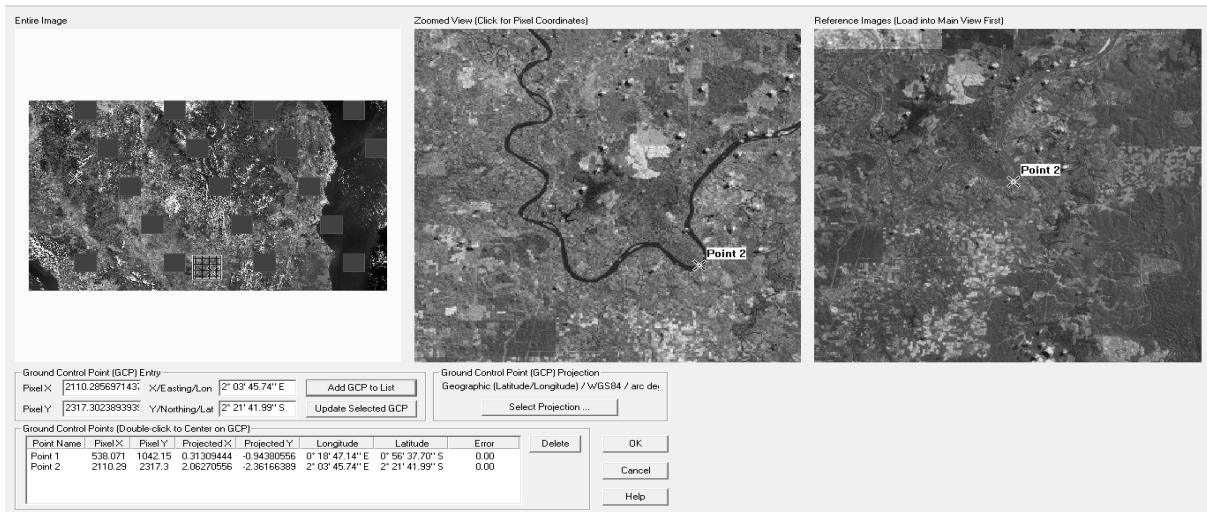 Entire Image
Zoomed View (Click for Pixel Coordinates)
Reference Images (Load into Main View First)
Point 2
Point 2
Ground Control Point (GCP) Entry
Pixel X 2110.2856971437 X/Easting/Lon 2° 03' 45.74" E Add GCP to List
Pixel Y 2317.3023893939 Y/Northing/Lat 2° 21' 41.99" S Update Selected GCP
Ground Control Point (GCP) Projection
Geographic (Latitude/Longitude) / WGS84 / arc de
Select Projection ...
Ground Control Points (Double-click to Center on GCP)
Point Name Pixel X Pixel Y Projected X Projected Y Longitude Latitude Error
Point 1 538.071 1042.15 0.31309444 -0.94380556 0° 18' 47.14" E 0° 56' 37.70" S 0.00
Point 2 2110.29 2317.3 2.06270556 -2.36166389 2° 03' 45.74" E 2° 21' 41.99" S 0.00
Delete
OK
Cancel
Help